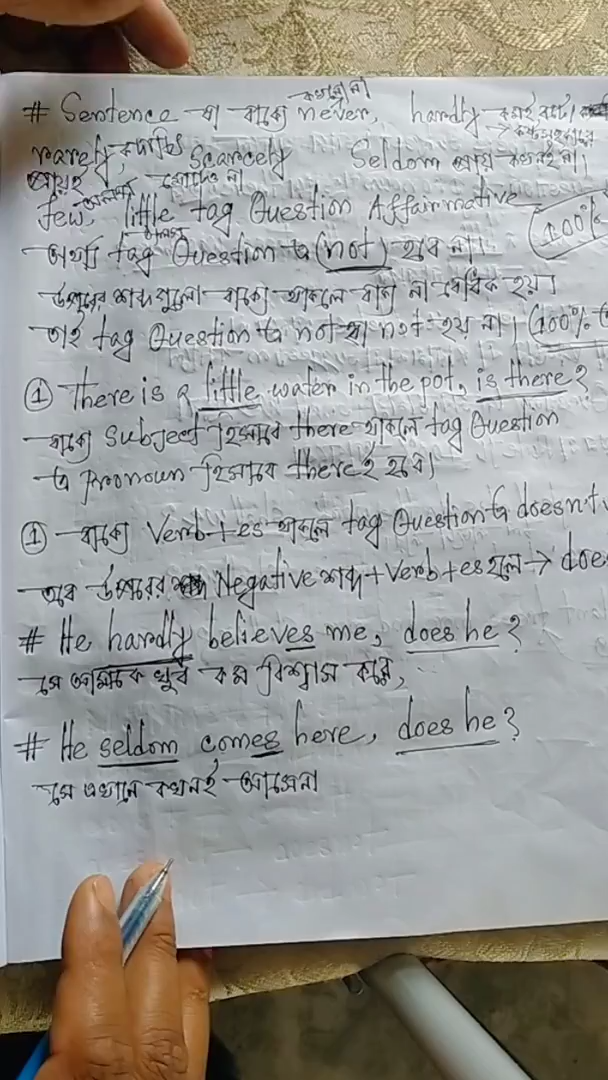 # Sentence বা বাক্যে never, hardly
rarely, কদাচিৎ Scarcely Seldom প্রায় কখনই না।
few, little tag Question Affairmative
অর্থাৎ tag Question এ (not) হবে না। 100%
উপরের শব্দগুলো বাক্যে থাকলে বাক্য না বোধক হয়।
তাই tag Question এ not বা n৹t হয় না। (100%
① There is a little water in the pot, is there?
বাক্যে Subject হিসাবে there থাকলে tag Question
এ Pronoun হিসাবে there ই হবে।
① বাক্যে Verb+es থাকলে tag Question এ doesn't
তবে উপরের Negative শব্দ + Verb+es হলে → does
# He hardly believes me, does he?
সে আমাকে খুব কম বিশ্বাস করে,
# He seldom comes here, does he?
সে এখানে কখনই আসেনা